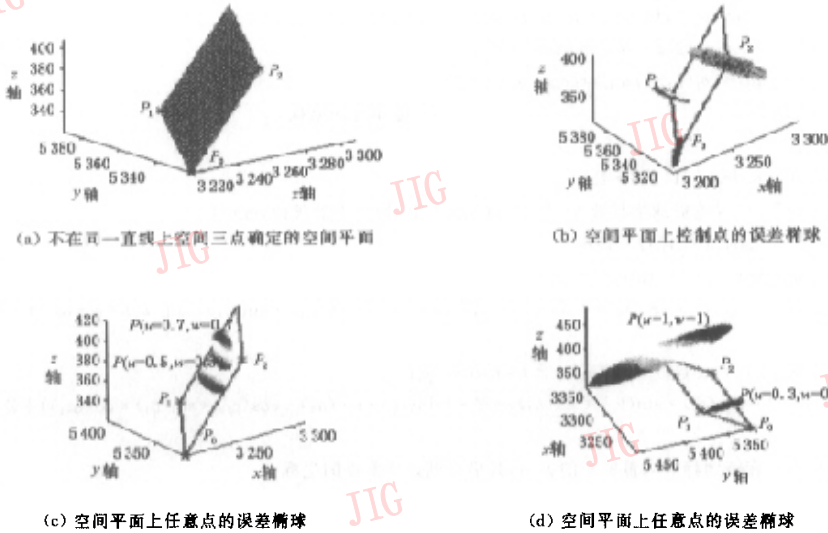 400
380
360
340
z
轴
P₁
P₂
5 380
5 360
5 340
y轴
3 220
3 240
3 260
3 280
3 300
x轴
(a) 不在同一直线上空间三点确定的空间平面
400
350
z
轴
P₂
5 380
5 360
5 340
5 320
y轴
3 200
3 250
3 300
x轴
(b) 空间平面上控制点的误差椭球
420
400
380
360
340
z
轴
P₁
P₀
5 400
5 350
y轴
3 250
3 300
x轴
(c) 空间平面上任意点的误差椭球
450
400
350
z
轴
P(u=1,w=1)
P₂
P₁
P₀
3350
3300
3250
x轴
5 450
5 400
5 350
y轴
(d) 空间平面上任意点的误差椭球
JIG
JIG
JIG
JIG
JIG